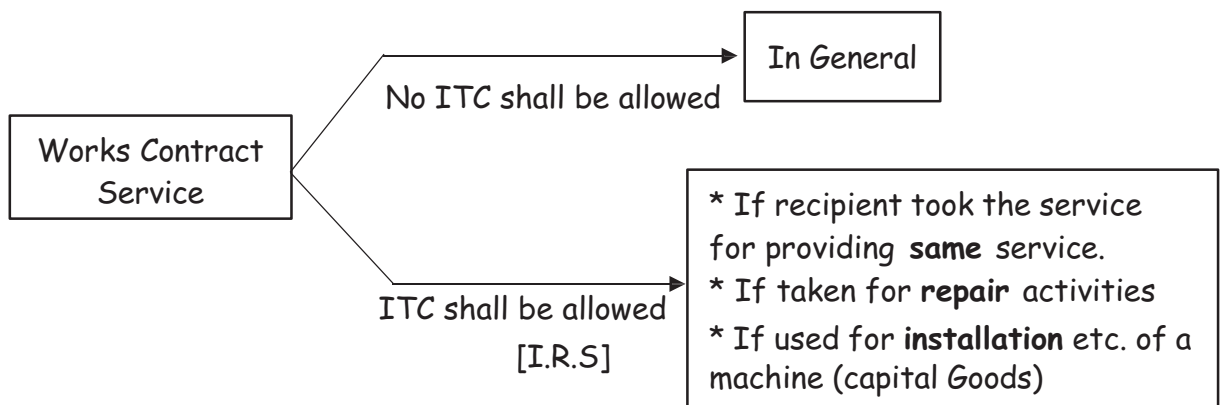 In General
No ITC shall be allowed
Works Contract
Service
* If recipient took the service
for providing same service.
* If taken for repair activities
* If used for installation etc. of a
machine (capital Goods)
ITC shall be allowed
[I.R.S]